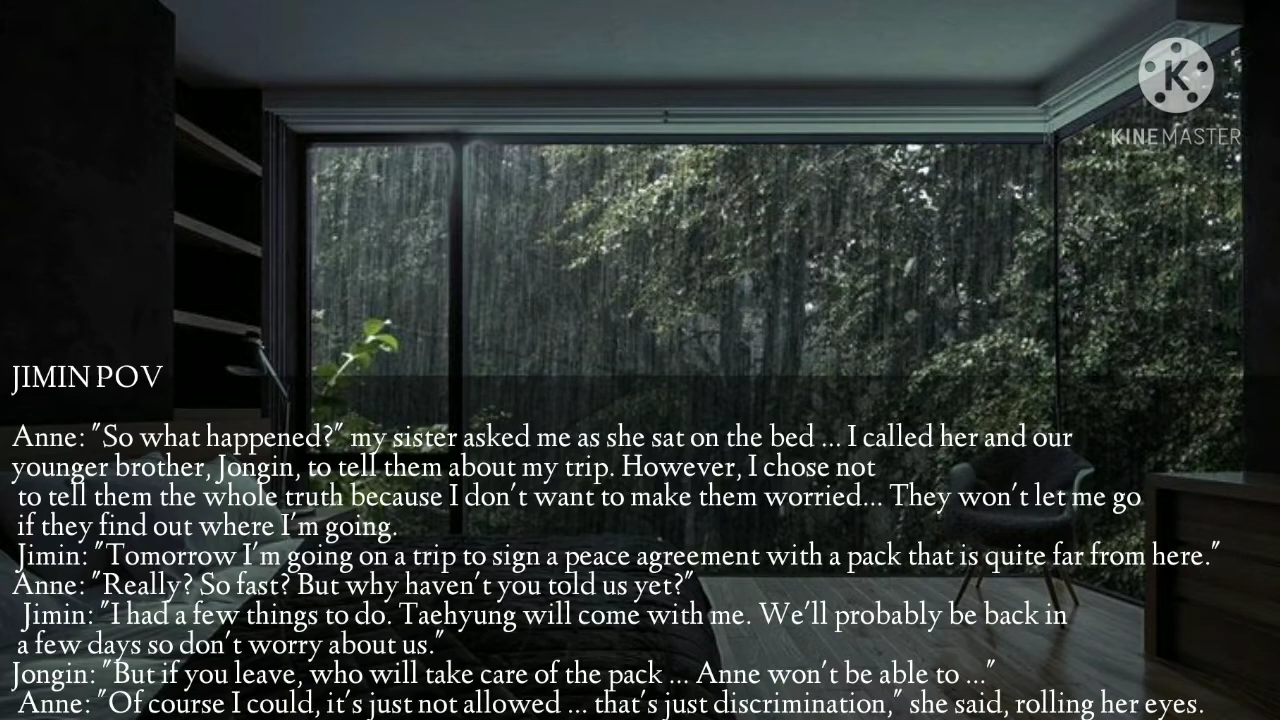 KINEMASTER
JIMIN POV
Anne: "So what happened?" my sister asked me as she sat on the bed ... I called her and our
younger brother, Jongin, to tell them about my trip. However, I chose not
to tell them the whole truth because I don't want to make them worried... They won't let me go
if they find out where I'm going.
Jimin: "Tomorrow I'm going on a trip to sign a peace agreement with a pack that is quite far from here."
Anne: "Really? So fast? But why haven't you told us yet?"
Jimin: "I had a few things to do. Taehyung will come with me. We'll probably be back in
a few days so don't worry about us."
Jongin: "But if you leave, who will take care of the pack ... Anne won't be able to ..."
Anne: "Of course I could, it's just not allowed ... that's just discrimination," she said, rolling her eyes.